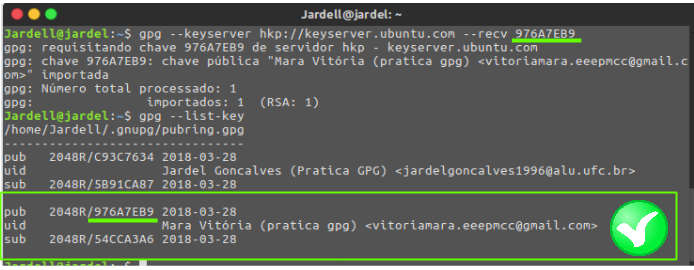 Jardell@jardel: ~
Jardell@jardel:~$ gpg --keyserver hkp://keyserver.ubuntu.com --recv 976A7EB9
gpg: requisitando chave 976A7EB9 de servidor hkp - keyserver.ubuntu.com
gpg: chave 976A7EB9: chave pública "Mara Vitória (pratica gpg) <vitoriamara.eeepmcc@gmail.c
om>" importada
gpg: Número total processado: 1
gpg:               importados: 1  (RSA: 1)
Jardell@jardel:~$ gpg --list-key
/home/Jardell/.gnupg/pubring.gpg
--------------------------------
pub   2048R/C93C7634 2018-03-28
uid                  Jardel Goncalves (Pratica GPG) <jardelgoncalves1996@alu.ufc.br>
sub   2048R/5B91CA87 2018-03-28
pub   2048R/976A7EB9 2018-03-28
uid                  Mara Vitória (pratica gpg) <vitoriamara.eeepmcc@gmail.com>
sub   2048R/54CCA3A6 2018-03-28
Jardell@jardel:~$